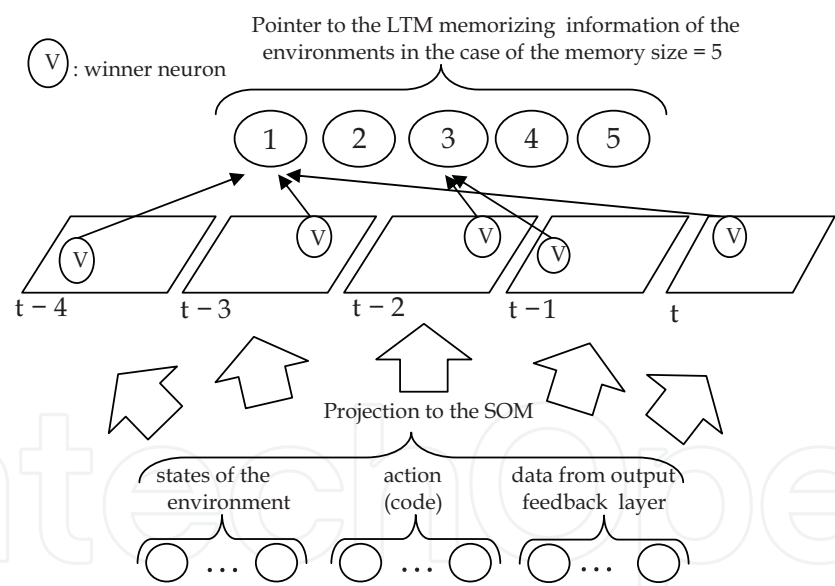 Pointer to the LTM memorizing information of the
environments in the case of the memory size = 5
V : winner neuron
1 2 3 4 5
V V V V V
t – 4 t – 3 t – 2 t –1 t
Projection to the SOM
states of the environment
action (code)
data from output feedback layer
... ... ...
ntechOpe